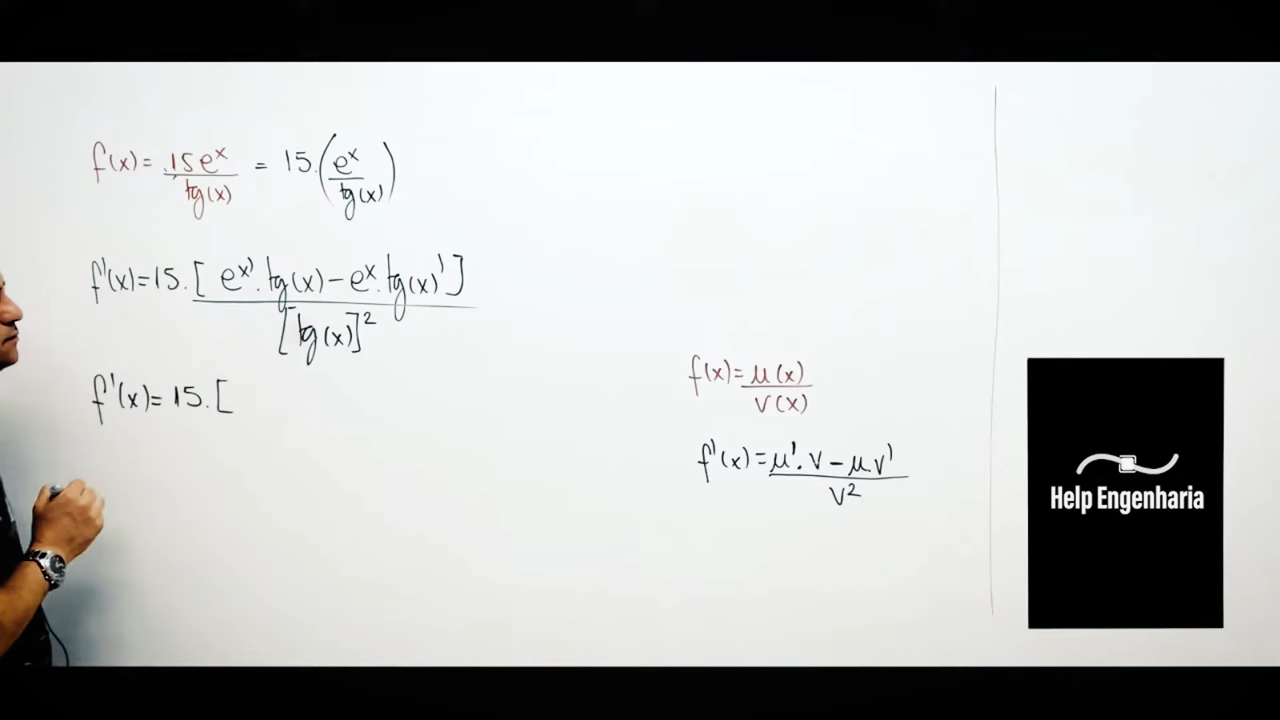 f(x) = 15e^x / tg(x) = 15.(e^x / tg(x))
f'(x) = 15.[e^x'.tg(x) - e^x.tg(x)'] / [tg(x)]^2
f'(x) = 15.[
f(x) = μ(x) / v(x)
f'(x) = μ'.v - μ.v' / v^2
Help Engenharia